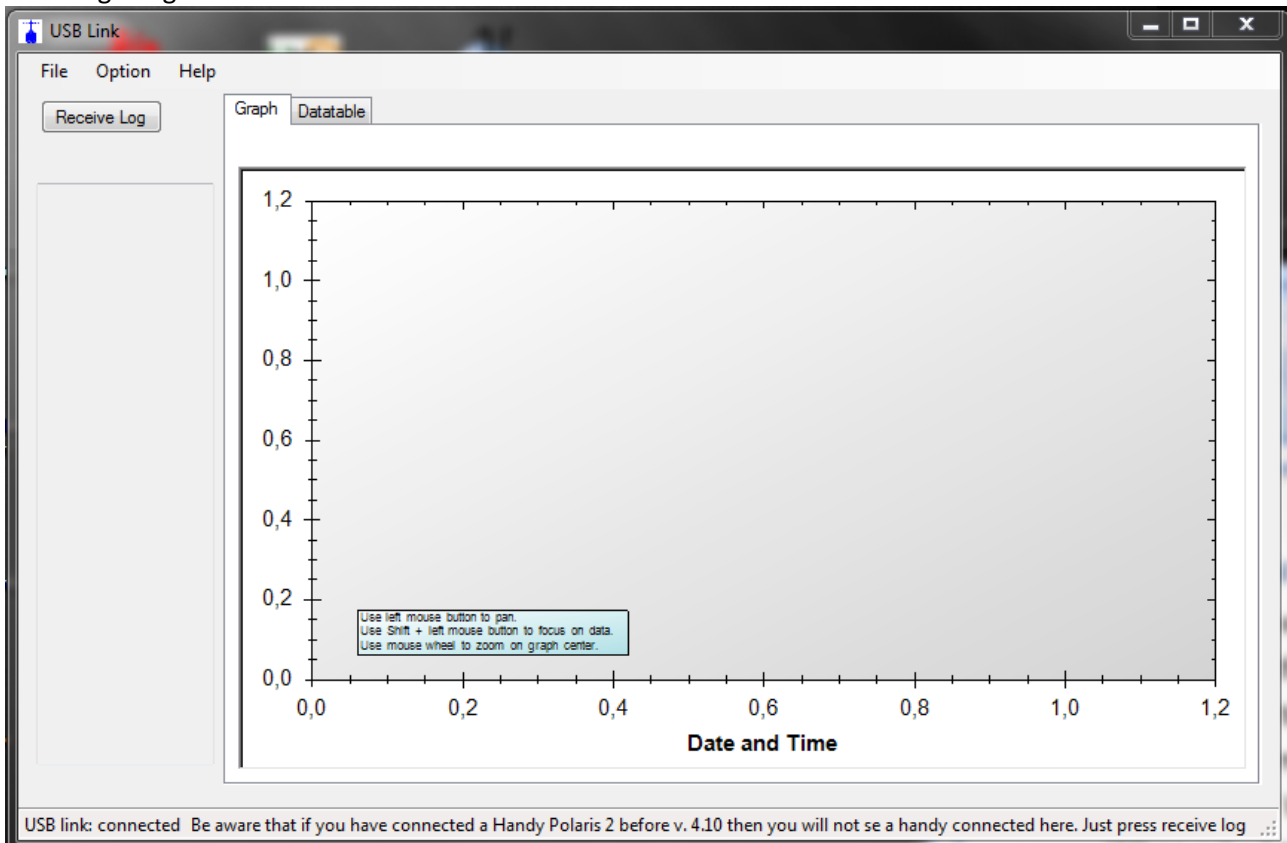 USB Link
File Option Help
Receive Log
Graph Datatable
1,2
1,0
0,8
0,6
0,4
0,2
0,0
Use left mouse button to pan.
Use Shift + left mouse button to focus on data.
Use mouse wheel to zoom on graph center.
0,0 0,2 0,4 0,6 0,8 1,0 1,2
Date and Time
USB link: connected Be aware that if you have connected a Handy Polaris 2 before v. 4.10 then you will not se a handy connected here. Just press receive log